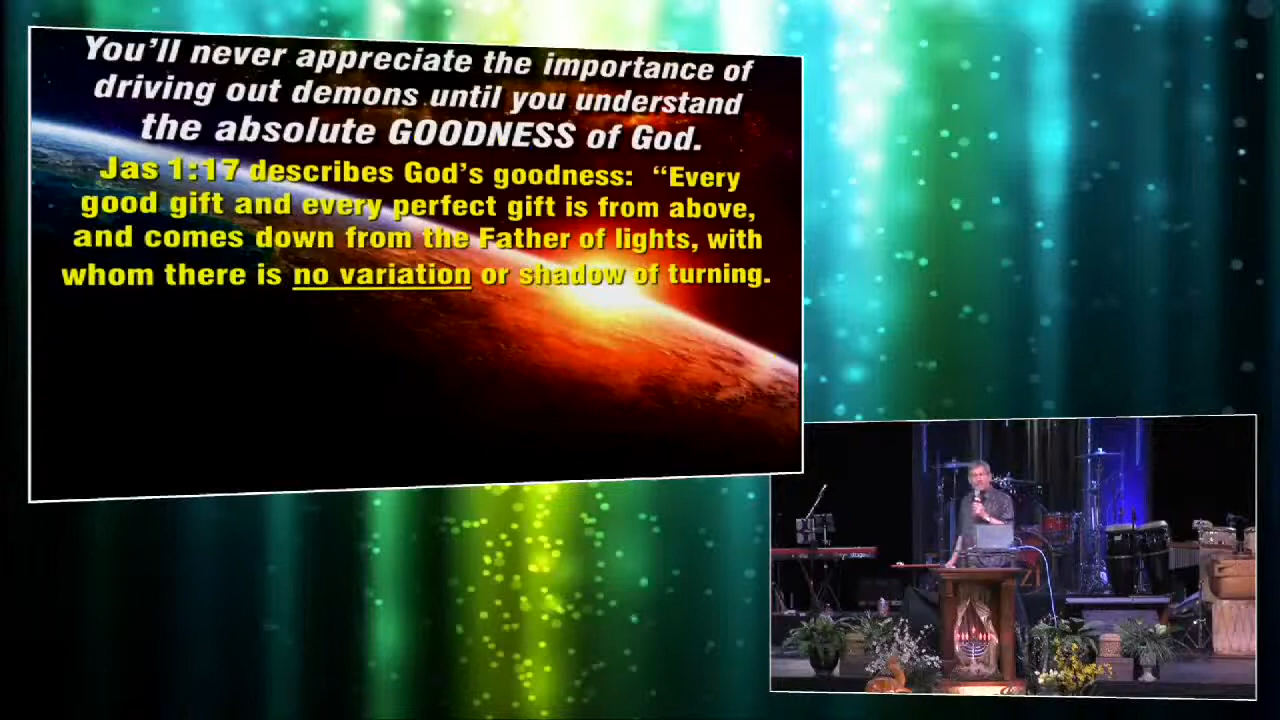 You'll never appreciate the importance of
driving out demons until you understand
the absolute GOODNESS of God.
Jas 1:17 describes God's goodness:  “Every
good gift and every perfect gift is from above,
and comes down from the Father of lights, with
whom there is no variation or shadow of turning.